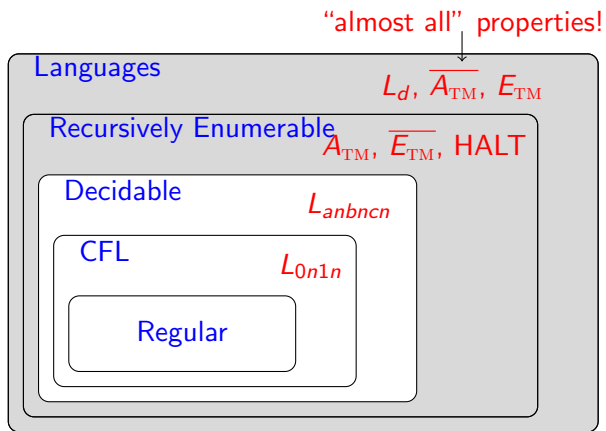 “almost all” properties!
Languages
L_d, \overline{A_{TM}}, E_{TM}
Recursively Enumerable
A_{TM}, \overline{E_{TM}}, HALT
Decidable
L_{anbncn}
CFL
L_{0n1n}
Regular